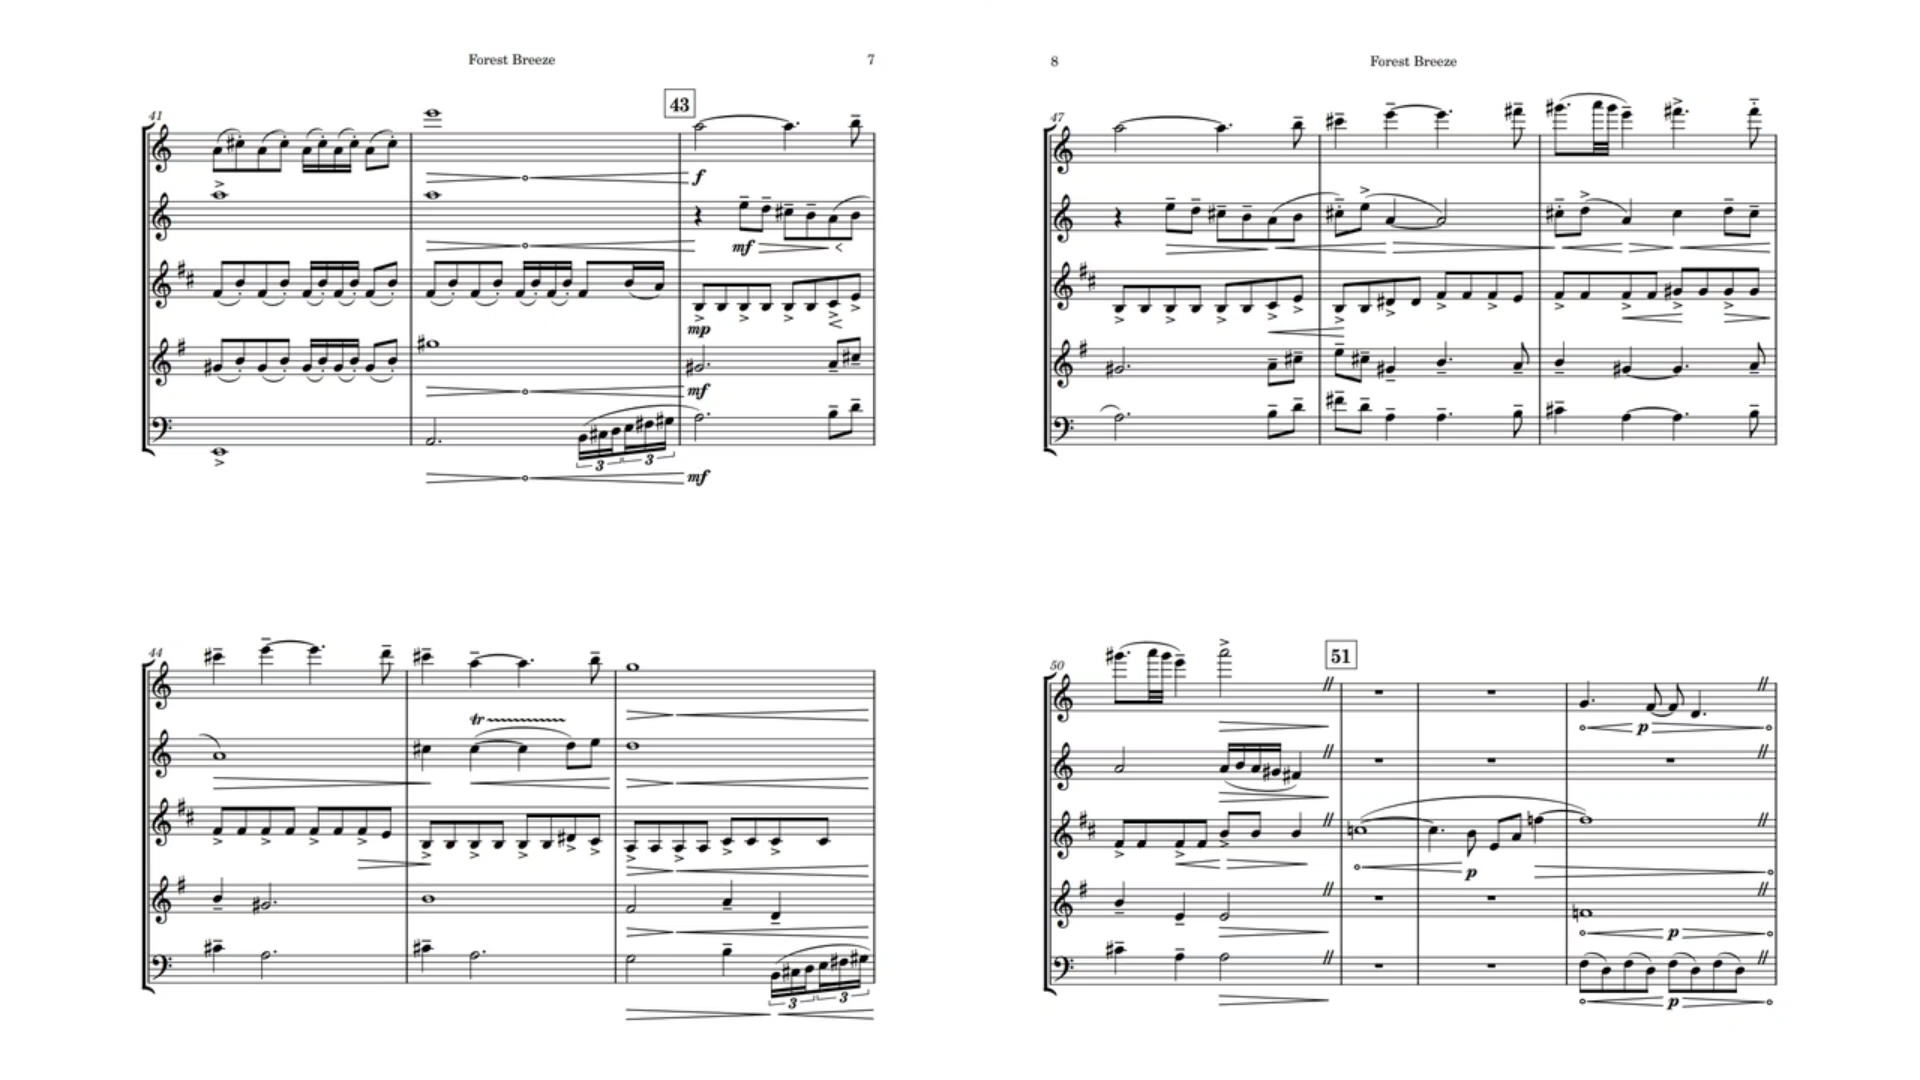 Forest Breeze 7
41
43
f
mf
mp
mf
3 3
mf
44
tr
3 3
8 Forest Breeze
47
50
51
p
p
p
p